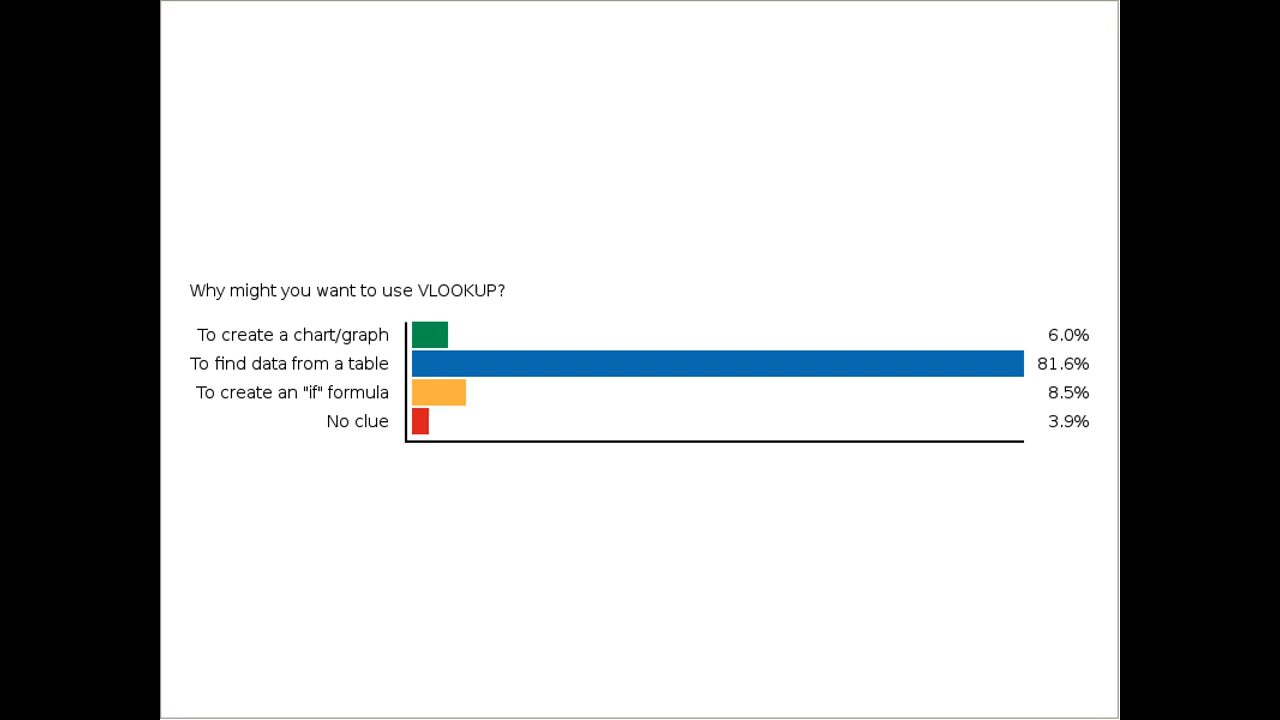 Why might you want to use VLOOKUP?
To create a chart/graph 6.0%
To find data from a table 81.6%
To create an "if" formula 8.5%
No clue 3.9%